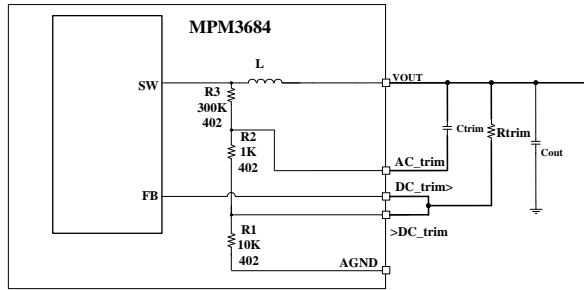 MPM3684
L
SW
VOUT
R3
300K
402
Ctrim
Rtrim
Cout
R2
1K
402
AC_trim
FB
DC_trim>
>DC_trim
R1
10K
402
AGND